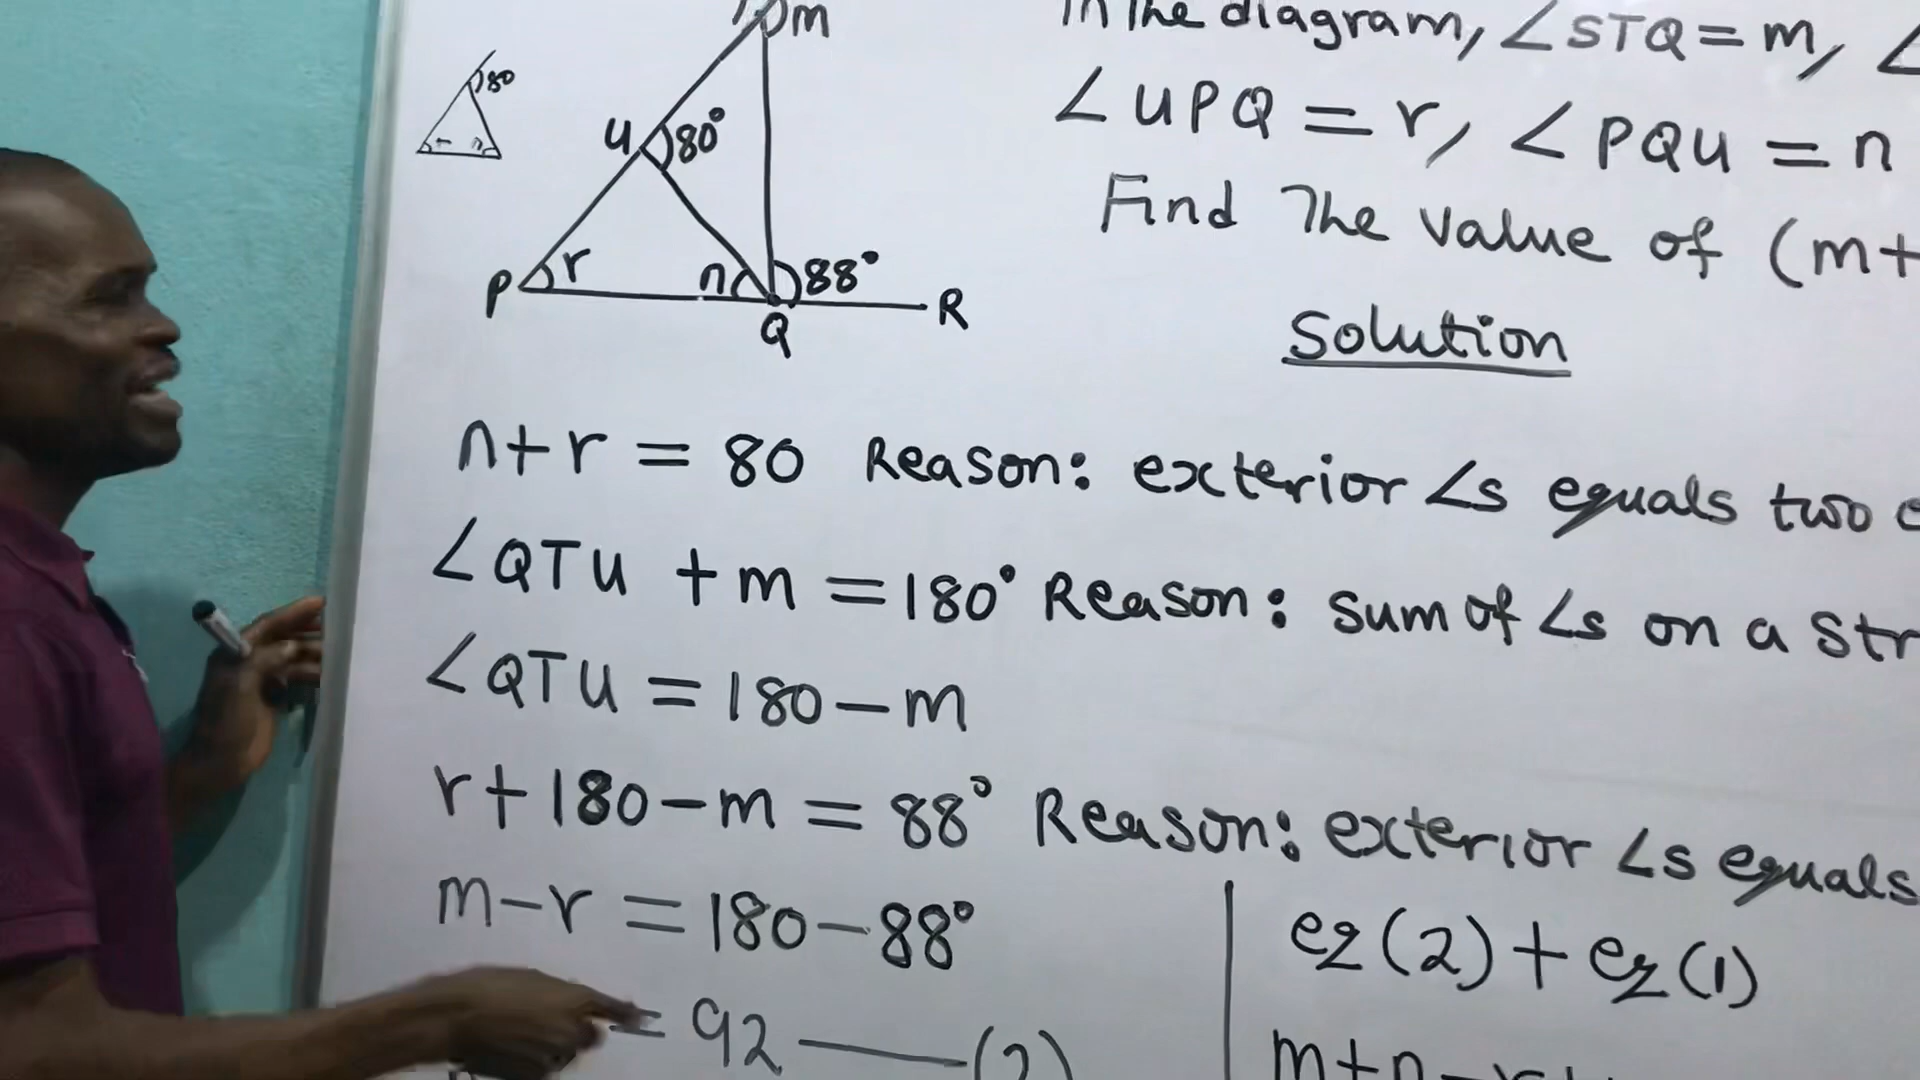 m
In the diagram, ∠STQ = m, ∠
80
U 80°
∠UPQ = r, ∠PQU = n
r n
Find The value of (m+
P r n 88° R
Q
Solution
n+r = 80 Reason: exterior ∠s equals two
∠QTU + m = 180° Reason: Sum of ∠s on a Str
∠QTU = 180-m
r+180-m = 88° Reason: exterior ∠s equals
m-r = 180-88°
eq(2) + eq(1)
= 92 — (2)
m+n-r+